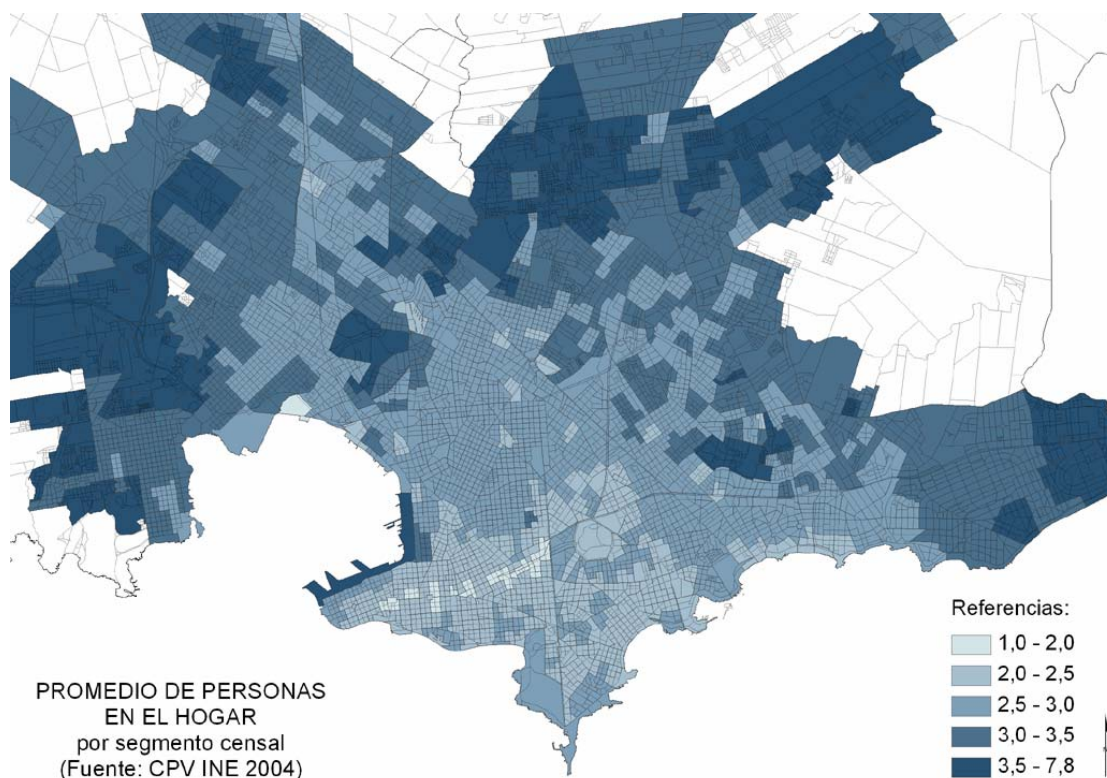 PROMEDIO DE PERSONAS
EN EL HOGAR
por segmento censal
(Fuente: CPV INE 2004)
Referencias:
1,0 - 2,0
2,0 - 2,5
2,5 - 3,0
3,0 - 3,5
3,5 - 7,8